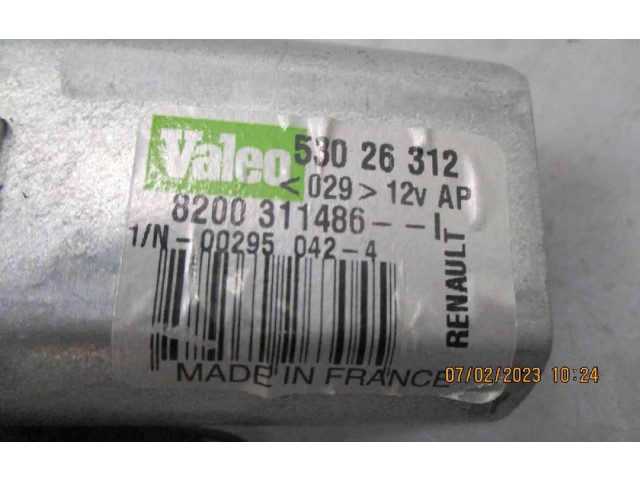 Valeo 530 26 312
<029> 12v AP
8200 311486--I
1/N-00295 042-4
RENAULT
MADE IN FRANCE
07/02/2023 10:24